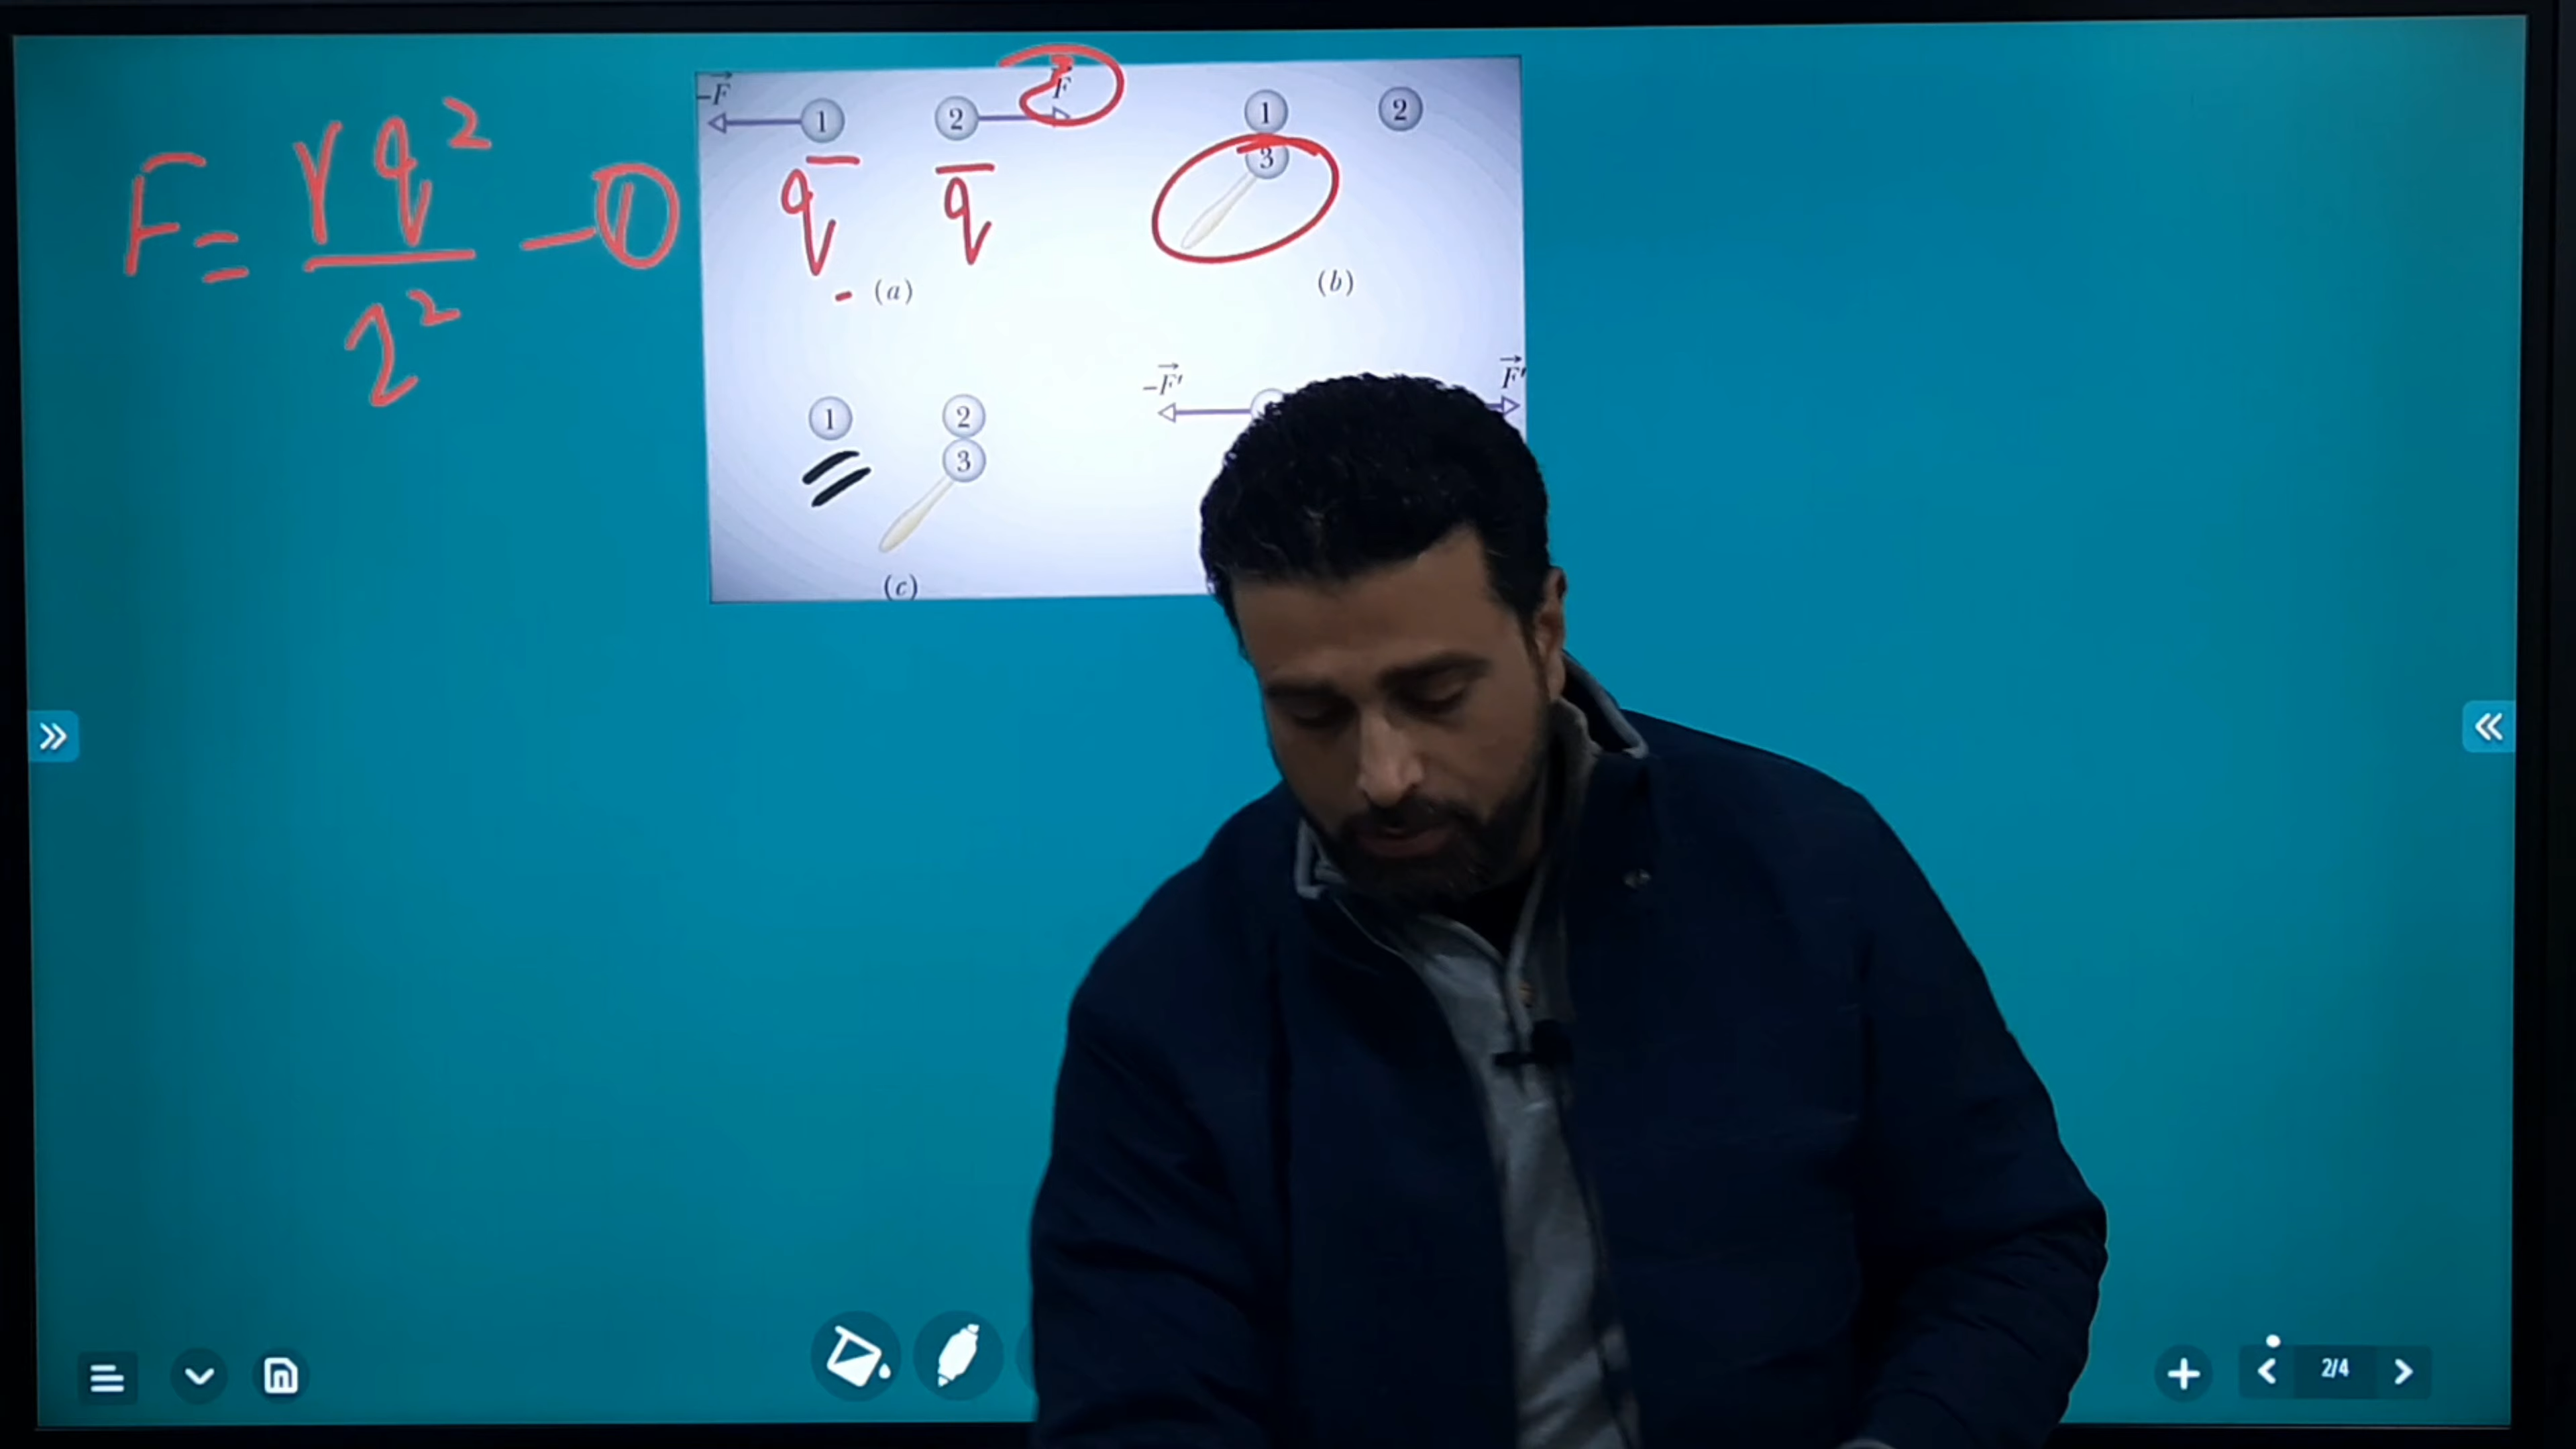 F = kq² / r² - ①
-F⃗ 1 2 F⃗
q q
(a)
1 2
3
(b)
1 2
3
(c)
-F⃗' F⃗'
2/4